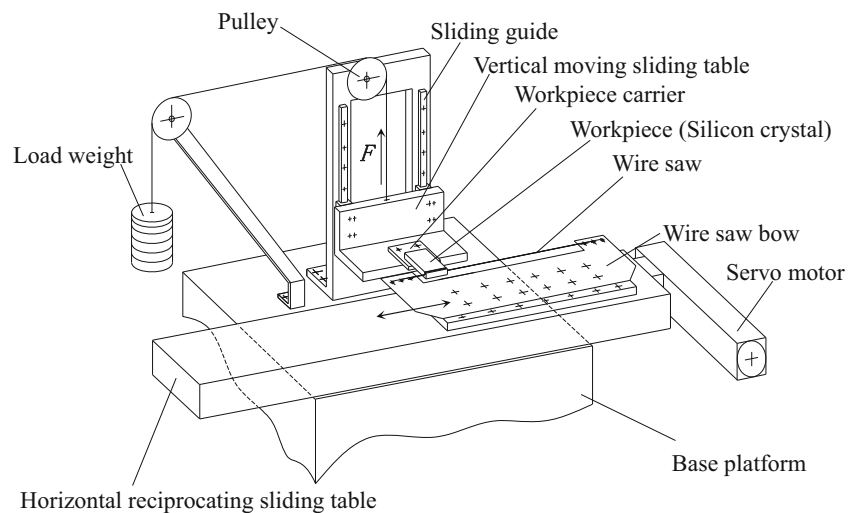 Pulley
Sliding guide
Vertical moving sliding table
Workpiece carrier
Workpiece (Silicon crystal)
Wire saw
Load weight
F
Wire saw bow
Servo motor
Base platform
Horizontal reciprocating sliding table